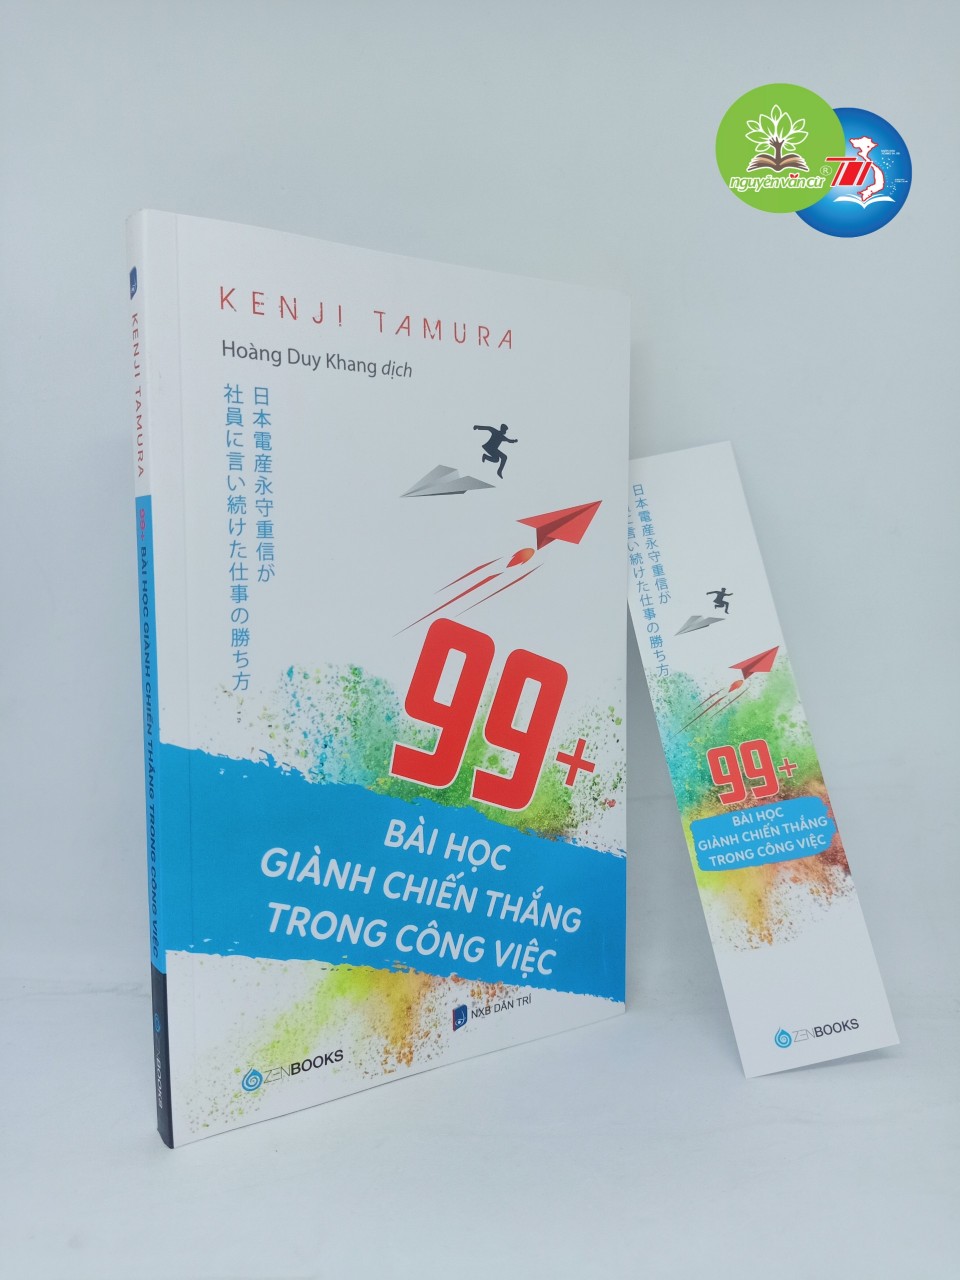 nguyễn văn cừ
®
KENJI TAMURA
Hoàng Duy Khang dịch
日本電産永守重信が
社員に言い続けた仕事の勝ち方
99+
BÀI HỌC
GIÀNH CHIẾN THẮNG
TRONG CÔNG VIỆC
NXB DÂN TRÍ
ZENBOOKS
KENJI TAMURA
99+ BÀI HỌC GIÀNH CHIẾN THẮNG TRONG CÔNG VIỆC
ZENBOOKS
日本電産永守重信が
に言い続けた仕事の勝ち方
99+
BÀI HỌC
GIÀNH CHIẾN THẮNG
TRONG CÔNG VIỆC
ZENBOOKS